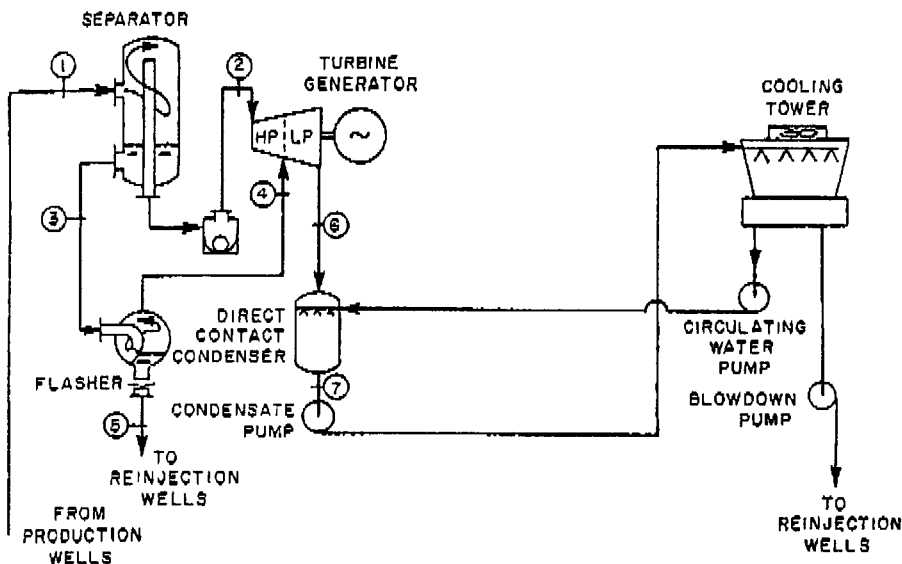 SEPARATOR
1
2
TURBINE
GENERATOR
COOLING
TOWER
HP LP
~
3
4
6
DIRECT
CONTACT
CONDENSER
CIRCULATING
WATER
PUMP
FLASHER
7
CONDENSATE
PUMP
BLOWDOWN
PUMP
5
TO
REINJECTION
WELLS
FROM
PRODUCTION
WELLS
TO
REINJECTION
WELLS